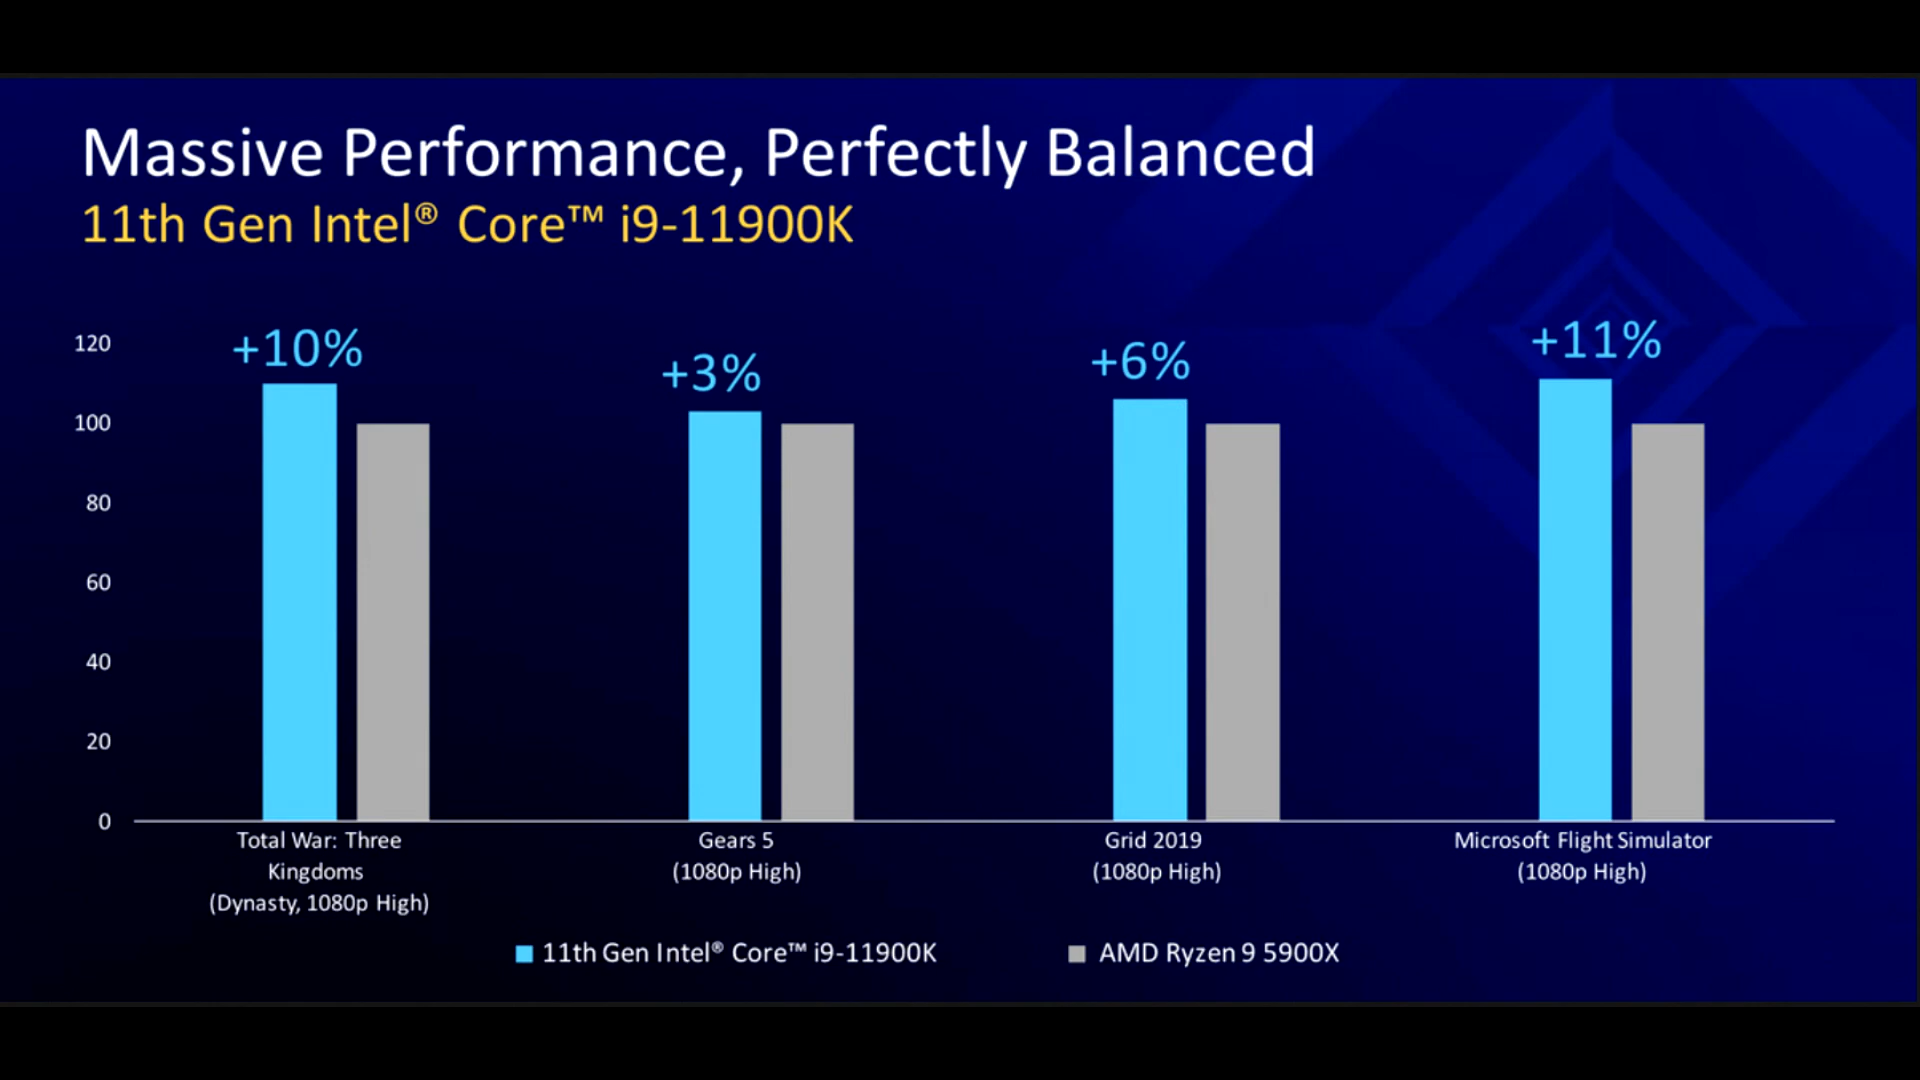 Massive Performance, Perfectly Balanced
11th Gen Intel® Core™ i9-11900K
120
100
80
60
40
20
0
+10%
+3%
+6%
+11%
Total War: Three
Kingdoms
(Dynasty, 1080p High)
Gears 5
(1080p High)
Grid 2019
(1080p High)
Microsoft Flight Simulator
(1080p High)
11th Gen Intel® Core™ i9-11900K
AMD Ryzen 9 5900X